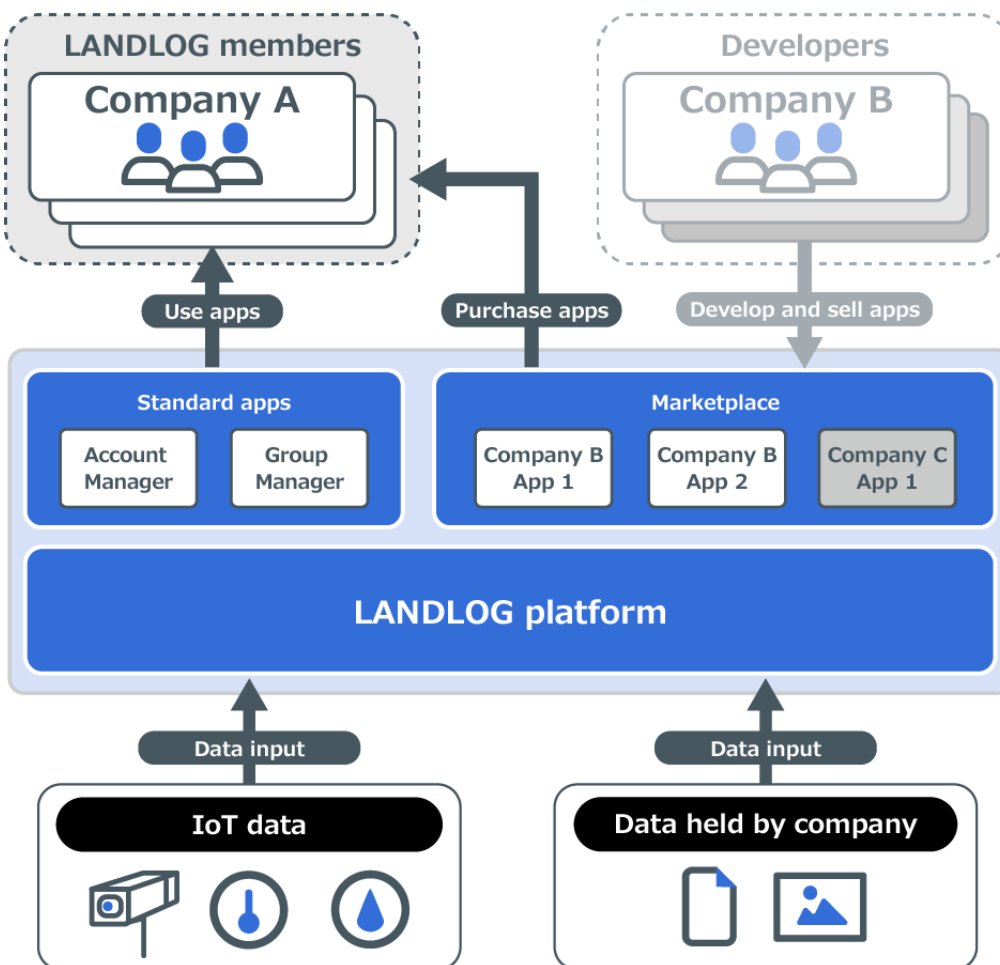 LANDLOG members
Company A
Developers
Company B
Use apps
Purchase apps
Develop and sell apps
Standard apps
Account
Manager
Group
Manager
Marketplace
Company B
App 1
Company B
App 2
Company C
App 1
LANDLOG platform
Data input
Data input
IoT data
Data held by company